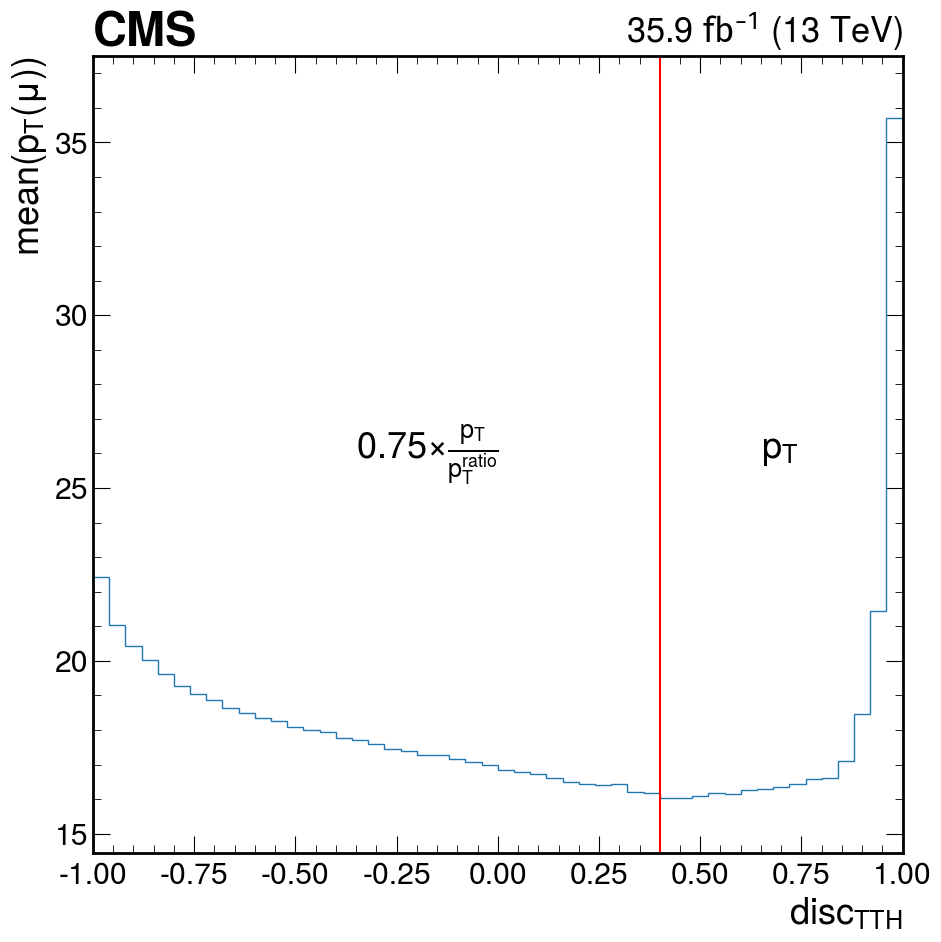 CMS 35.9 fb⁻¹ (13 TeV)
mean(p_T(μ))
35
30
25
20
15
0.75×p_T/p_T^ratio
p_T
-1.00 -0.75 -0.50 -0.25 0.00 0.25 0.50 0.75 1.00
disc_TTH